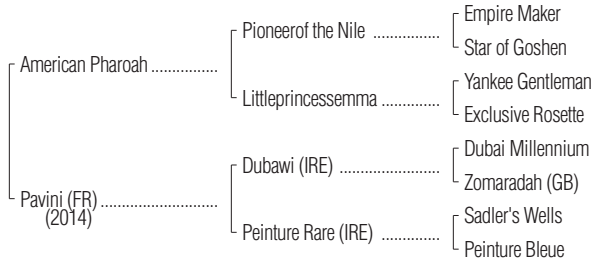 Empire Maker
Pioneerof the Nile ................
Star of Goshen
American Pharoah ................
Yankee Gentleman
Littleprincessemma ..............
Exclusive Rosette
Dubai Millennium
Dubawi (IRE) ........................
Zomaradah (GB)
Pavini (FR) ............................
(2014)
Sadler's Wells
Peinture Rare (IRE) ..............
Peinture Bleue